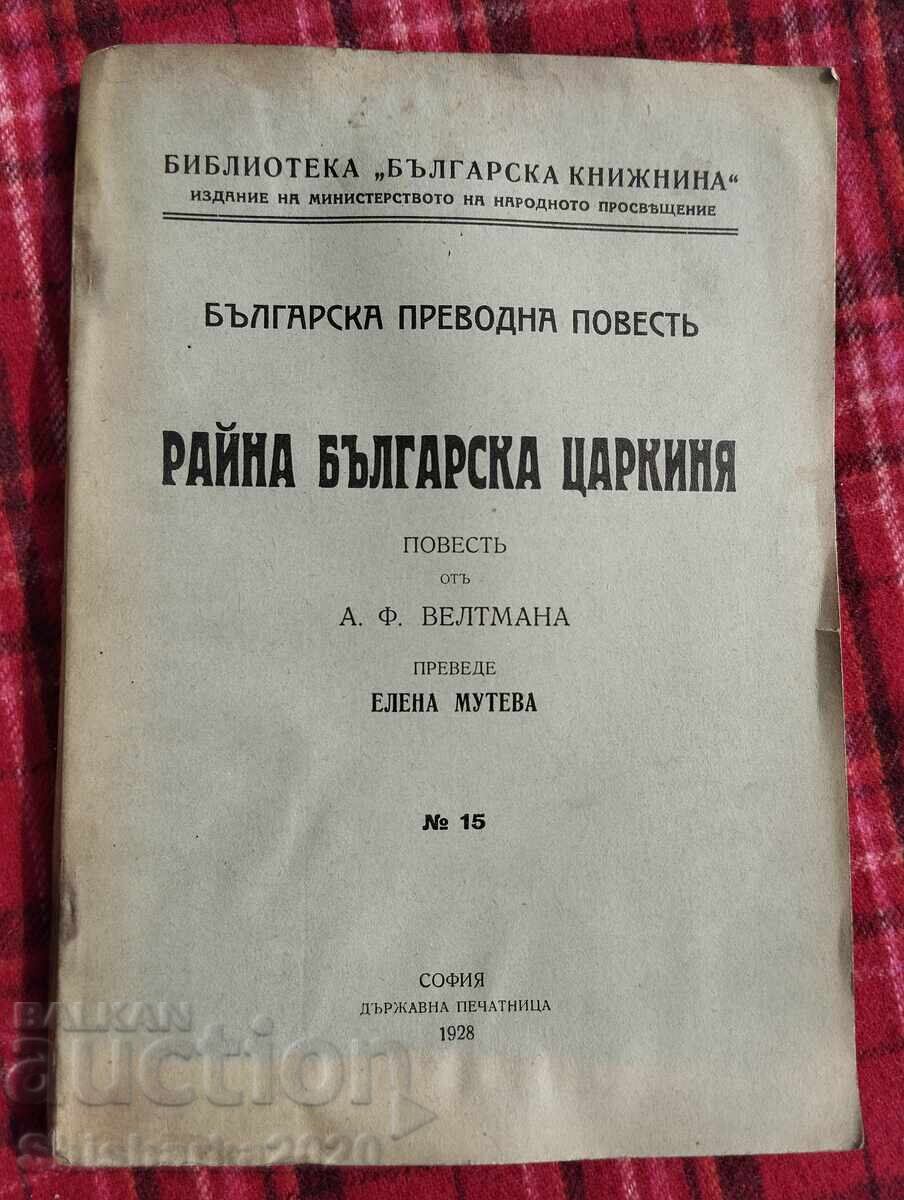 БИБЛИОТЕКА „БЪЛГАРСКА КНИЖНИНА“
ИЗДАНИЕ НА МИНИСТЕРСТВОТО НА НАРОДНОТО ПРОСВѢЩЕНИЕ
БЪЛГАРСКА ПРЕВОДНА ПОВЕСТЬ
РАЙНА БЪЛГАРСКА ЦАРКИНЯ
ПОВЕСТЬ
ОТЪ
А. Ф. ВЕЛТМАНА
ПРЕВЕДЕ
ЕЛЕНА МУТЕВА
№ 15
СОФИЯ
ДЪРЖАВНА ПЕЧАТНИЦА
1928
BALKAN
auction
Shisharka2020